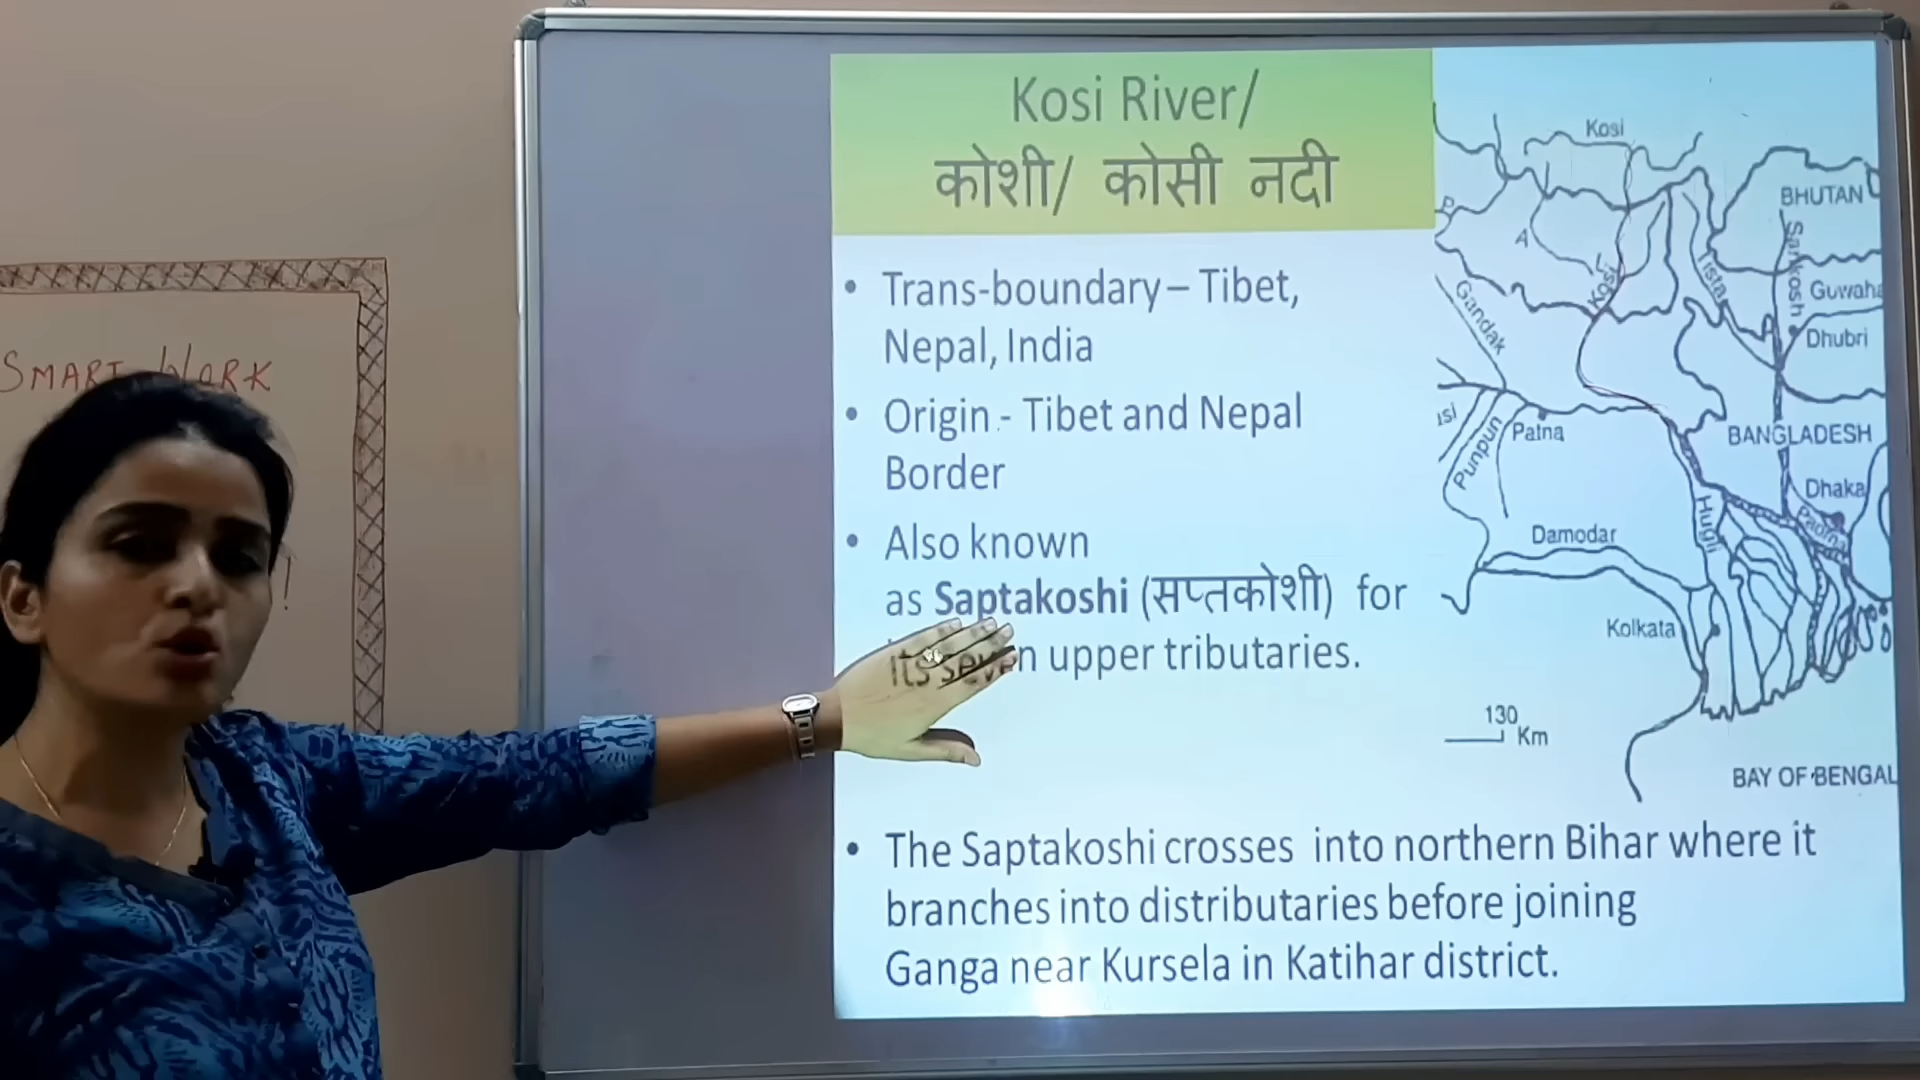 SMART WORK
!
Kosi River/
कोशी/ कोसी नदी
• Trans-boundary – Tibet,
Nepal, India
• Origin - Tibet and Nepal
Border
• Also known
as Saptakoshi (सप्तकोशी) for
its seven upper tributaries.
• The Saptakoshi crosses into northern Bihar where it
branches into distributaries before joining
Ganga near Kursela in Katihar district.
Kosi
BHUTAN
P
A
L
Kosi
Tista
Sankosh
Guwaha
Gandak
Dhubri
Punpun
Patna
BANGLADESH
Dhaka
Padma
Hugli
Damodar
Kolkata
130
Km
BAY OF BENGAL